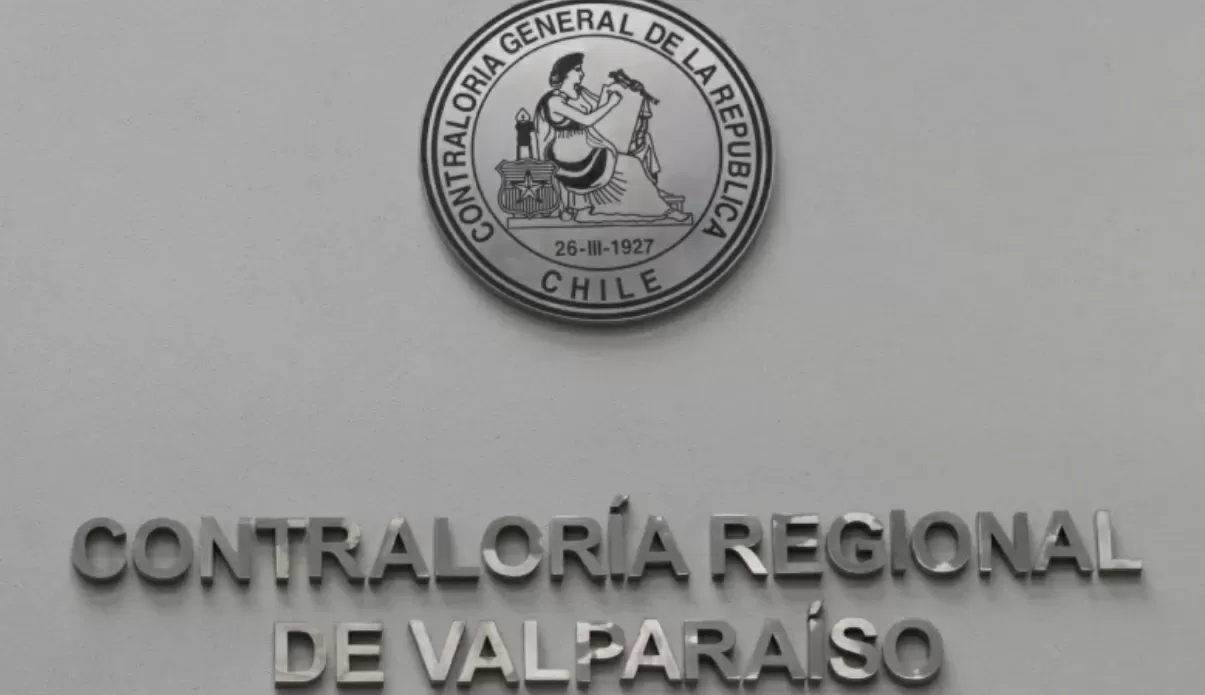 CONTRALORIA GENERAL DE LA REPUBLICA
26-III-1927
CHILE
CONTRALORÍA REGIONAL
DE VALPARAÍSO